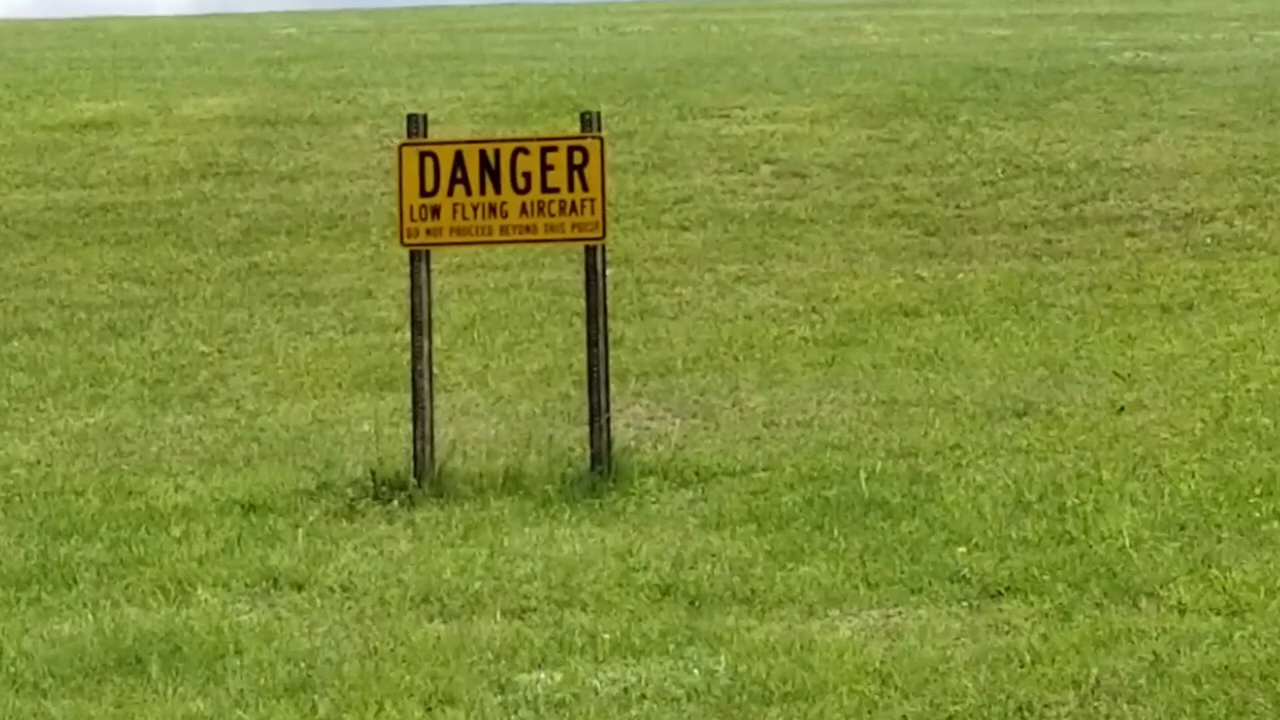 DANGER
LOW FLYING AIRCRAFT
DO NOT PROCEED BEYOND THIS POINT